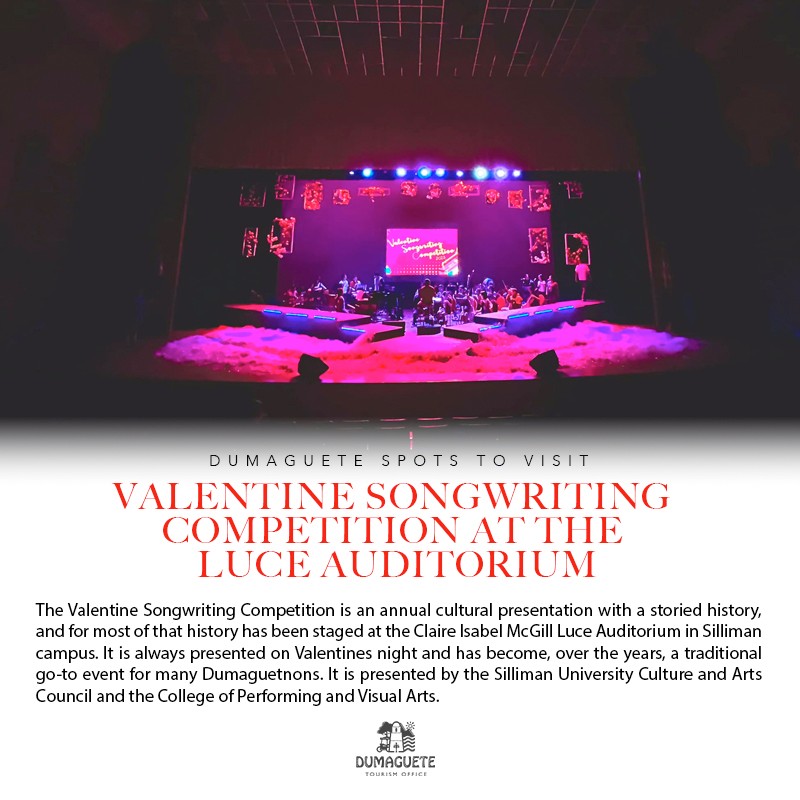 Valentine
Songwriting
Competition
DUMAGUETE SPOTS TO VISIT
VALENTINE SONGWRITING
COMPETITION AT THE
LUCE AUDITORIUM
The Valentine Songwriting Competition is an annual cultural presentation with a storied history,
and for most of that history has been staged at the Claire Isabel McGill Luce Auditorium in Silliman
campus. It is always presented on Valentines night and has become, over the years, a traditional
go-to event for many Dumaguetnons. It is presented by the Silliman University Culture and Arts
Council and the College of Performing and Visual Arts.
DUMAGUETE
TOURISM OFFICE